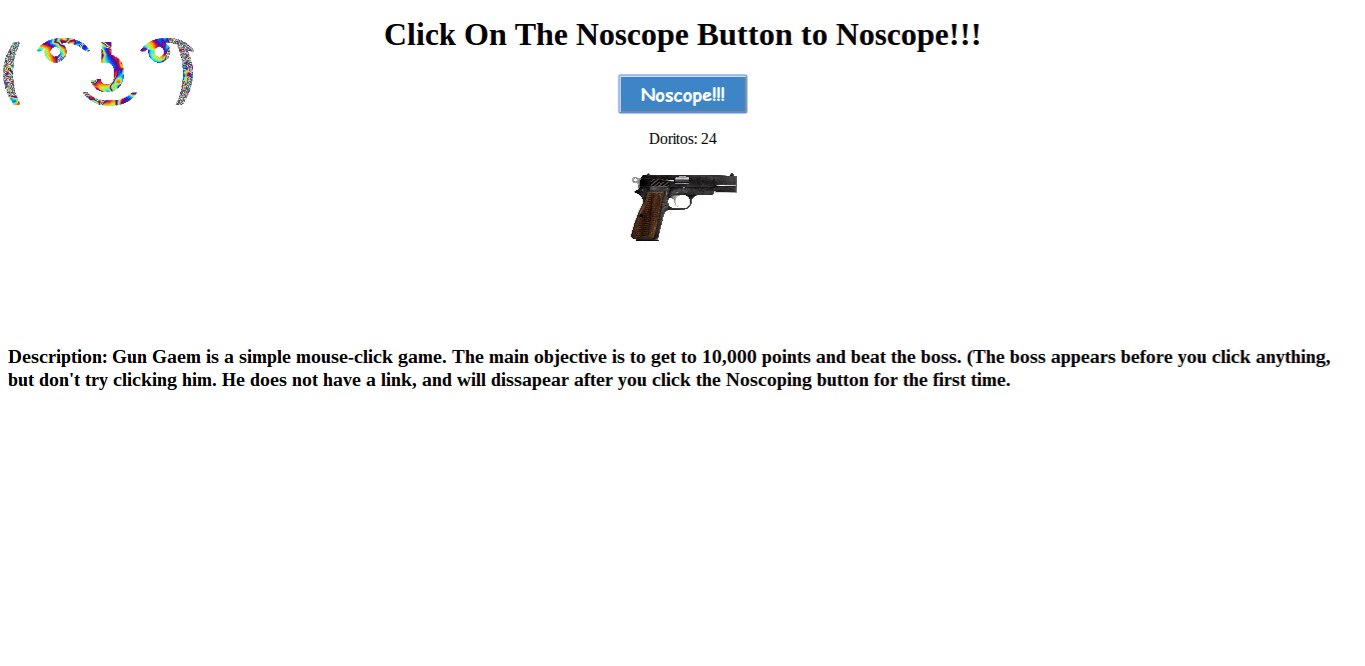 Click On The Noscope Button to Noscope!!!
( ͡° ͜ʖ ͡°)
Noscope!!!
Doritos: 24
Description: Gun Gaem is a simple mouse-click game. The main objective is to get to 10,000 points and beat the boss. (The boss appears before you click anything,
but don't try clicking him. He does not have a link, and will dissapear after you click the Noscoping button for the first time.